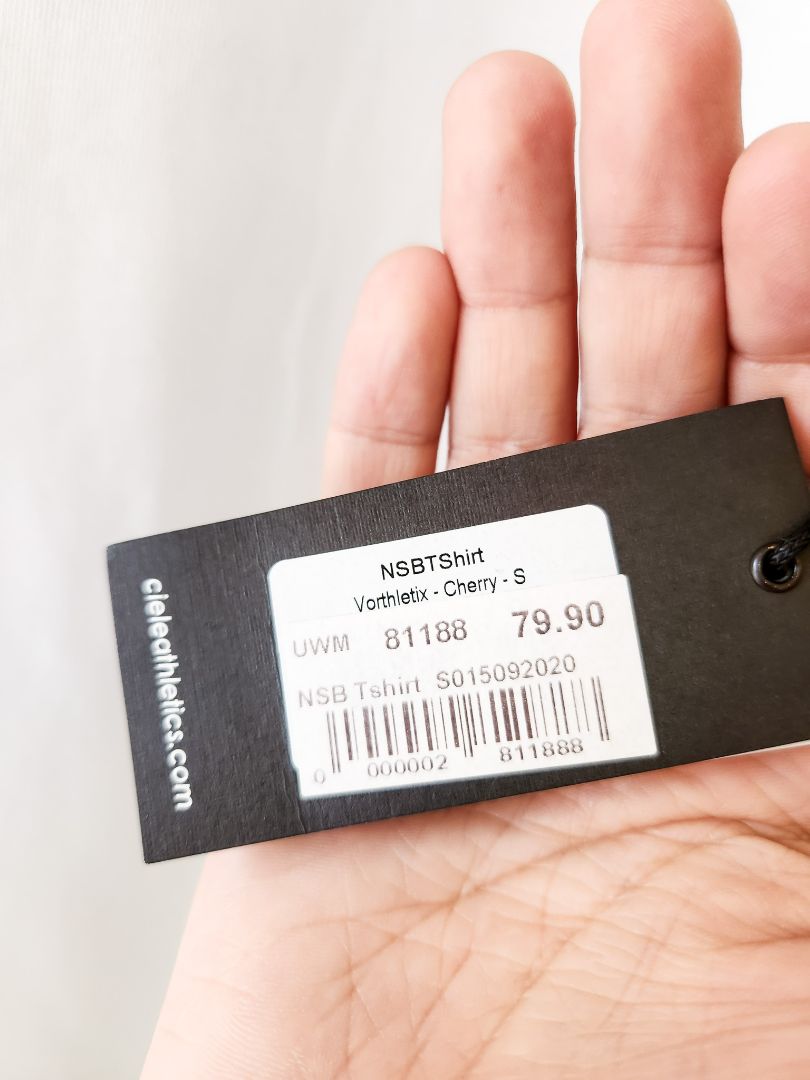 NSBTShirt
Vorthletix - Cherry - S
UWM 81188 79.90
NSB Tshirt S015092020
0 000002 811888
cieleathletics.com